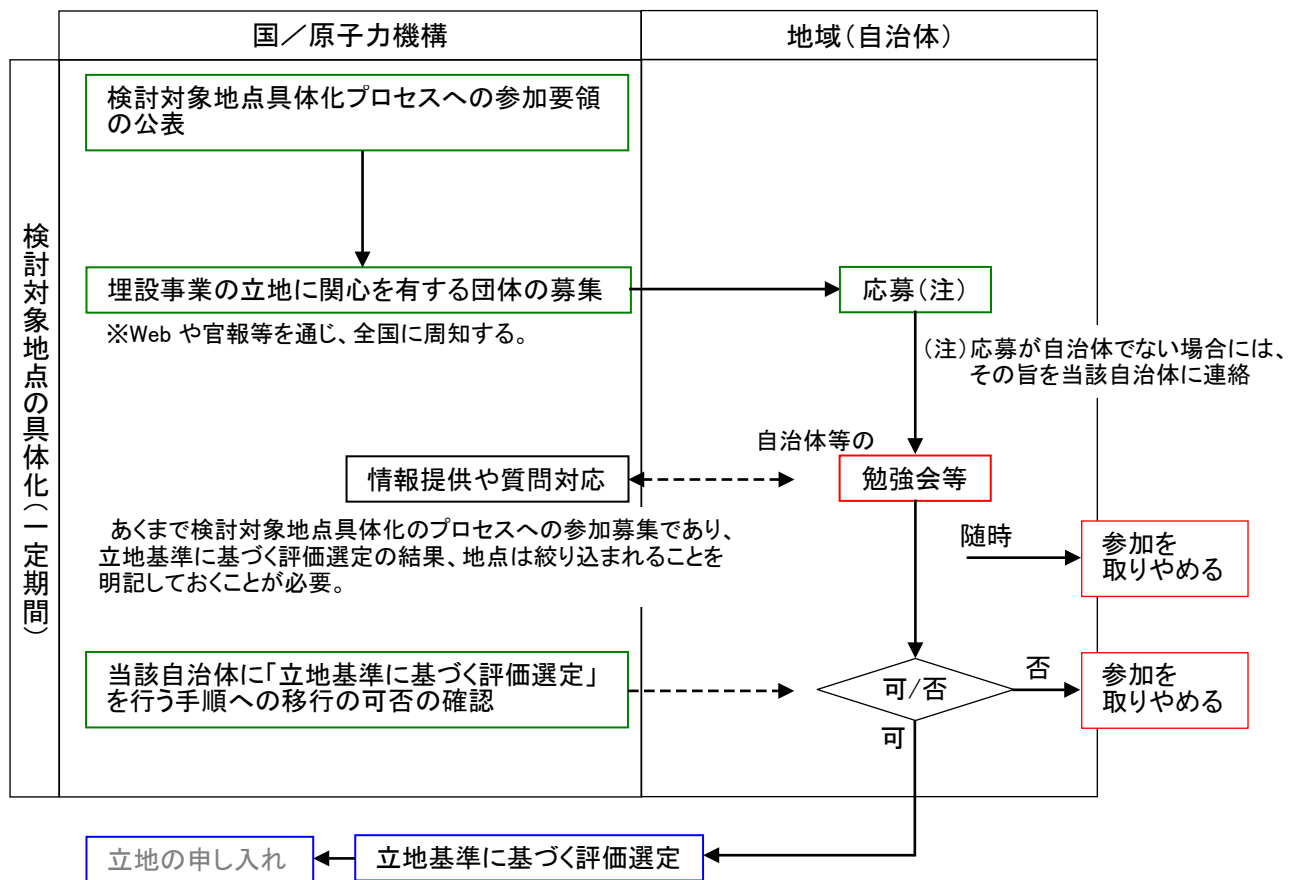 国／原子力機構
地域(自治体)
検討対象地点の具体化(一定期間)
検討対象地点具体化プロセスへの参加要領
の公表
埋設事業の立地に関心を有する団体の募集
応募(注)
※Web や官報等を通じ、全国に周知する。
(注)応募が自治体でない場合には、
その旨を当該自治体に連絡
自治体等の
情報提供や質問対応
勉強会等
あくまで検討対象地点具体化のプロセスへの参加募集であり、
立地基準に基づく評価選定の結果、地点は絞り込まれることを
明記しておくことが必要。
随時
参加を
取りやめる
当該自治体に「立地基準に基づく評価選定」
を行う手順への移行の可否の確認
可/否
否
参加を
取りやめる
可
立地の申し入れ
立地基準に基づく評価選定